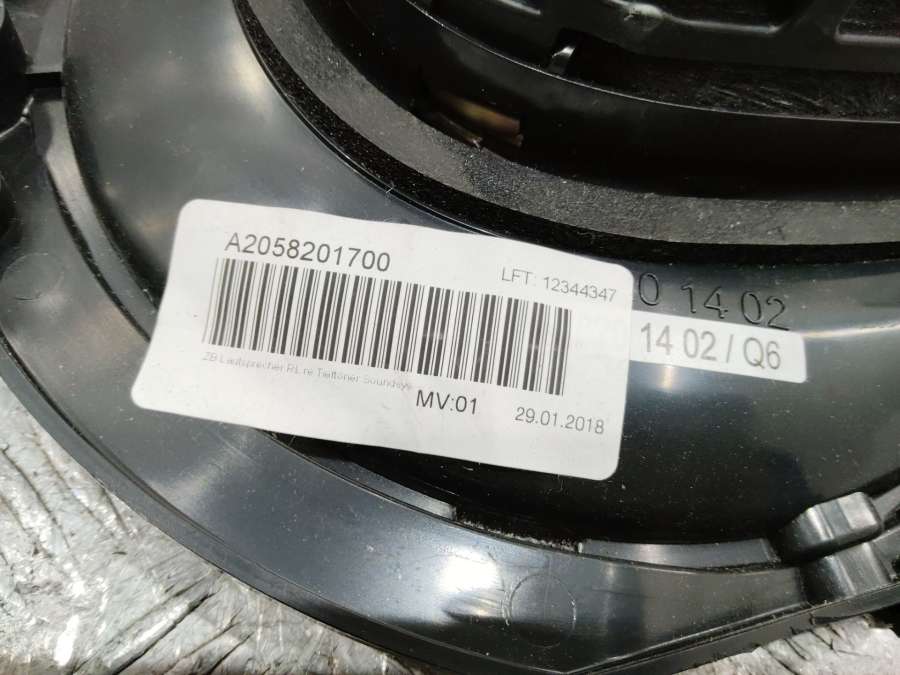 A2058201700
LFT: 12344347
ZB Lautsprecher RL re Tieftöner Soundsys.
MV:01
29.01.2018
0 14 02
14 02 / Q6